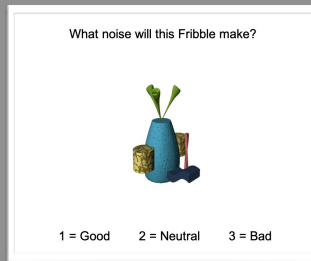 What noise will this Fribble make?
1 = Good 2 = Neutral 3 = Bad